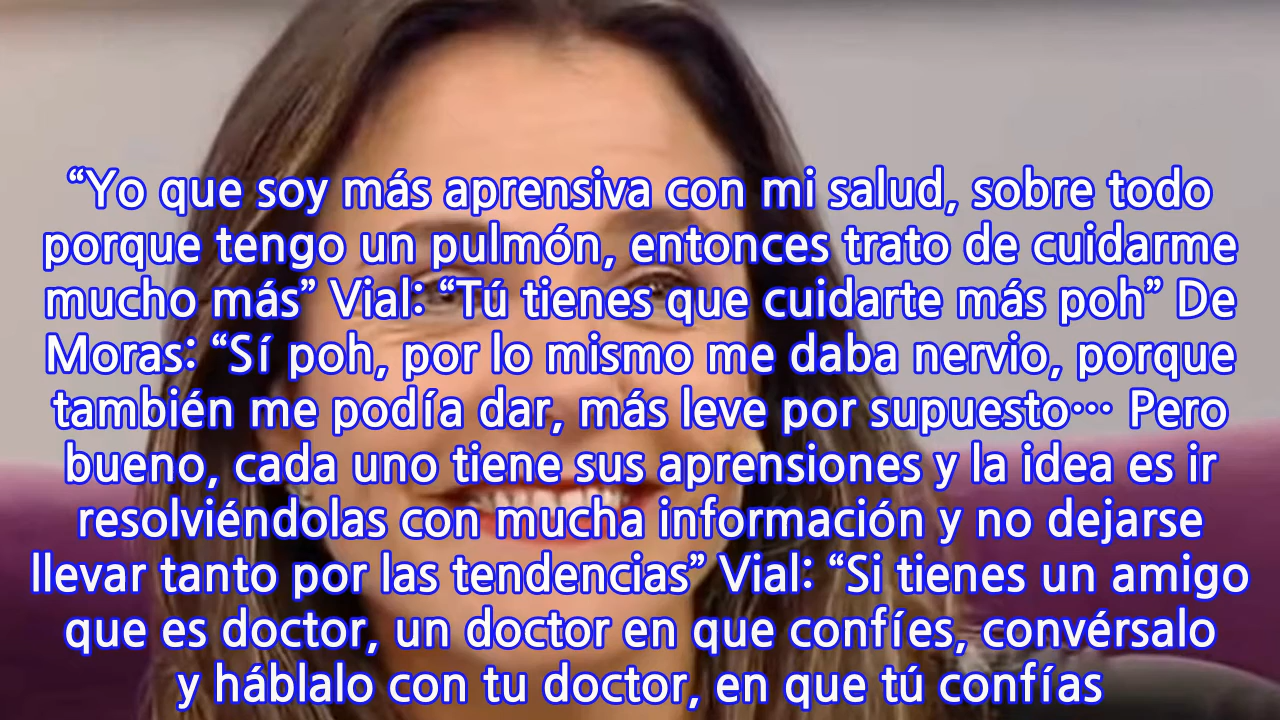 “Yo que soy más aprensiva con mi salud, sobre todo
porque tengo un pulmón, entonces trato de cuidarme
mucho más” Vial: “Tú tienes que cuidarte más poh” De
Moras: “Sí poh, por lo mismo me daba nervio, porque
también me podía dar, más leve por supuesto… Pero
bueno, cada uno tiene sus aprensiones y la idea es ir
resolviéndolas con mucha información y no dejarse
llevar tanto por las tendencias” Vial: “Si tienes un amigo
que es doctor, un doctor en que confíes, convérsalo
y háblalo con tu doctor, en que tú confías